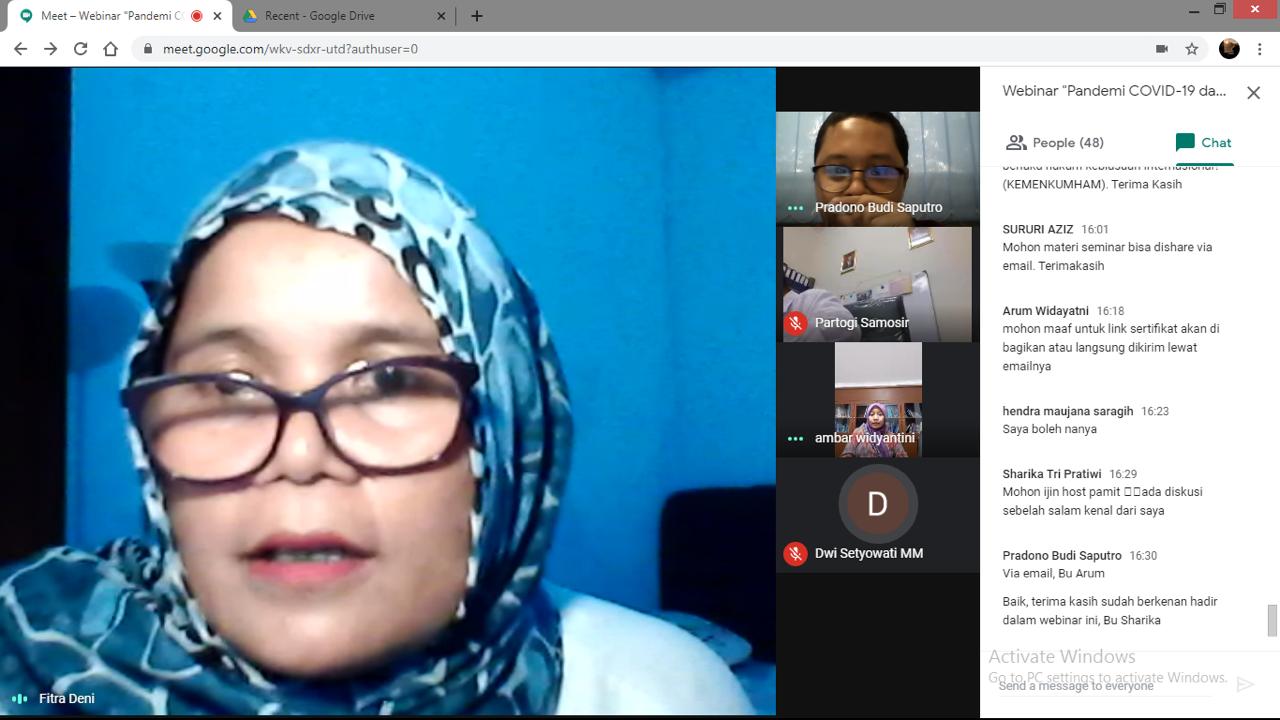 Meet – Webinar "Pandemi C
Recent - Google Drive
meet.google.com/wkv-sdxr-utd?authuser=0
Webinar "Pandemi COVID-19 da...
People (48)
Chat
(KEMENKUMHAM). Terima Kasih
SURURI AZIZ 16:01
Mohon materi seminar bisa dishare via
email. Terimakasih
Arum Widayatni 16:18
mohon maaf untuk link sertifikat akan di
bagikan atau langsung dikirim lewat
emailnya
hendra maujana saragih 16:23
Saya boleh nanya
Sharika Tri Pratiwi 16:29
Mohon ijin host pamit □□ada diskusi
sebelah salam kenal dari saya
Pradono Budi Saputro 16:30
Via email, Bu Arum
Baik, terima kasih sudah berkenan hadir
dalam webinar ini, Bu Sharika
Activate Windows
Go to PC settings to activate Windows.
Send a message to everyone
Pradono Budi Saputro
Partogi Samosir
ambar widyantini
D
Dwi Setyowati MM
Fitra Deni